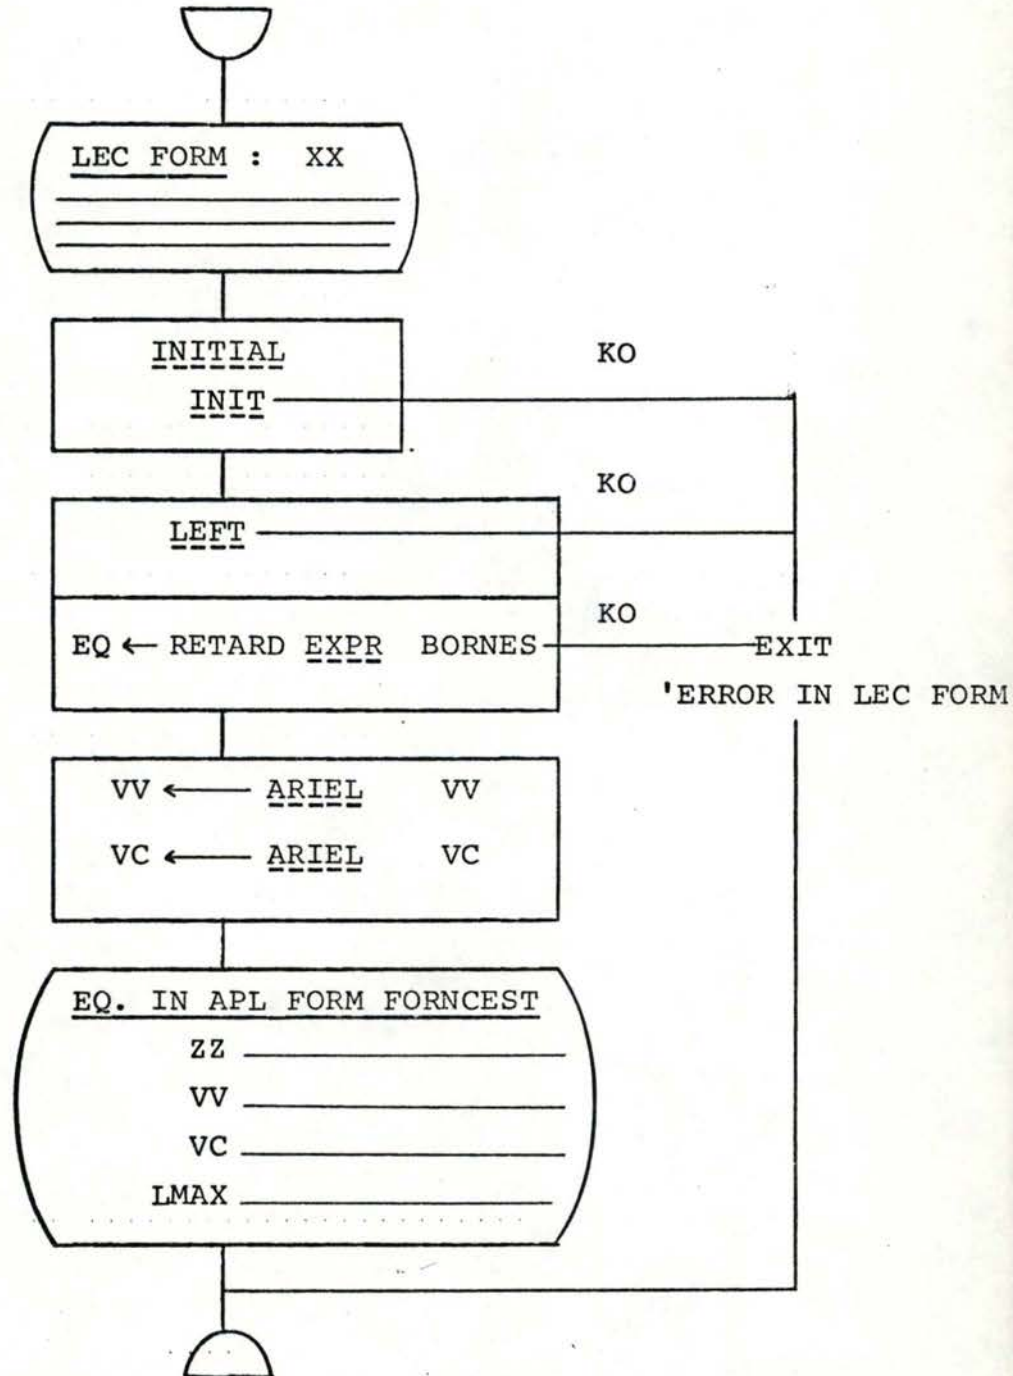 LEC FORM : XX
INITIAL
KO
INIT
KO
LEFT
KO
EQ ← RETARD EXPR BORNES
EXIT
'ERROR IN LEC FORM
VV ← ARIEL VV
VC ← ARIEL VC
EQ. IN APL FORM FORNCEST
ZZ
VV
VC
LMAX